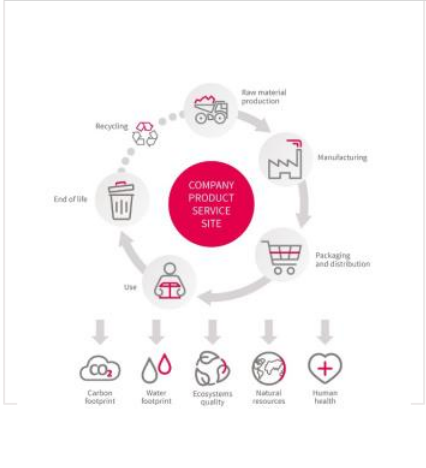 Raw material
production
Recycling
Manufacturing
COMPANY
PRODUCT
SERVICE
SITE
End of life
Packaging
and distribution
Use
CO2
Carbon
footprint
Water
footprint
Ecosystems
quality
Natural
resources
Human
health